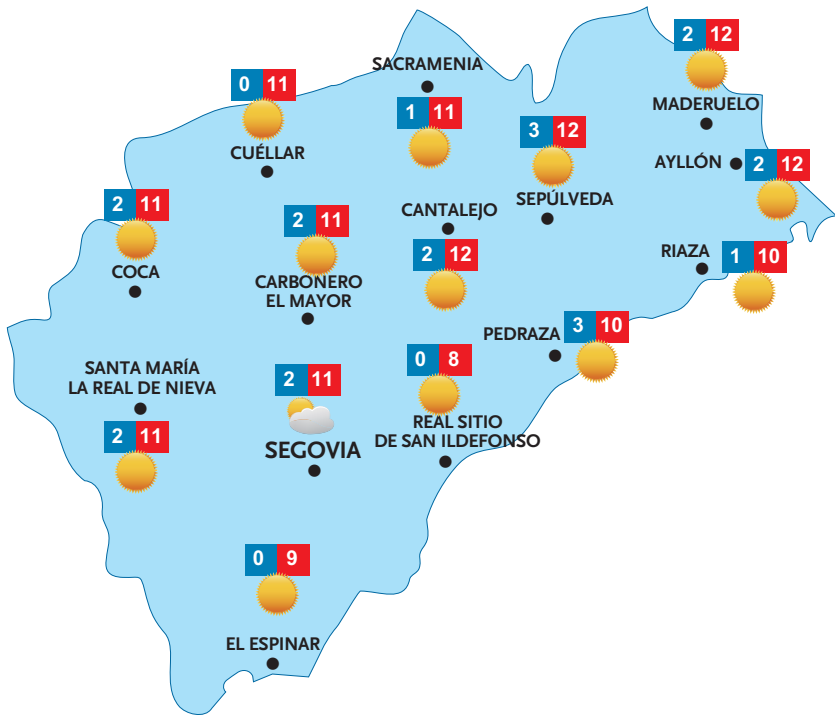 2 12
MADERUELO
SACRAMENIA
1 11
0 11
CUÉLLAR
3 12
SEPÚLVEDA
AYLLÓN
2 12
2 11
COCA
2 11
CARBONERO
EL MAYOR
CANTALEJO
2 12
RIAZA
1 10
PEDRAZA
3 10
SANTA MARÍA
LA REAL DE NIEVA
2 11
2 11
SEGOVIA
0 8
REAL SITIO
DE SAN ILDEFONSO
0 9
EL ESPINAR